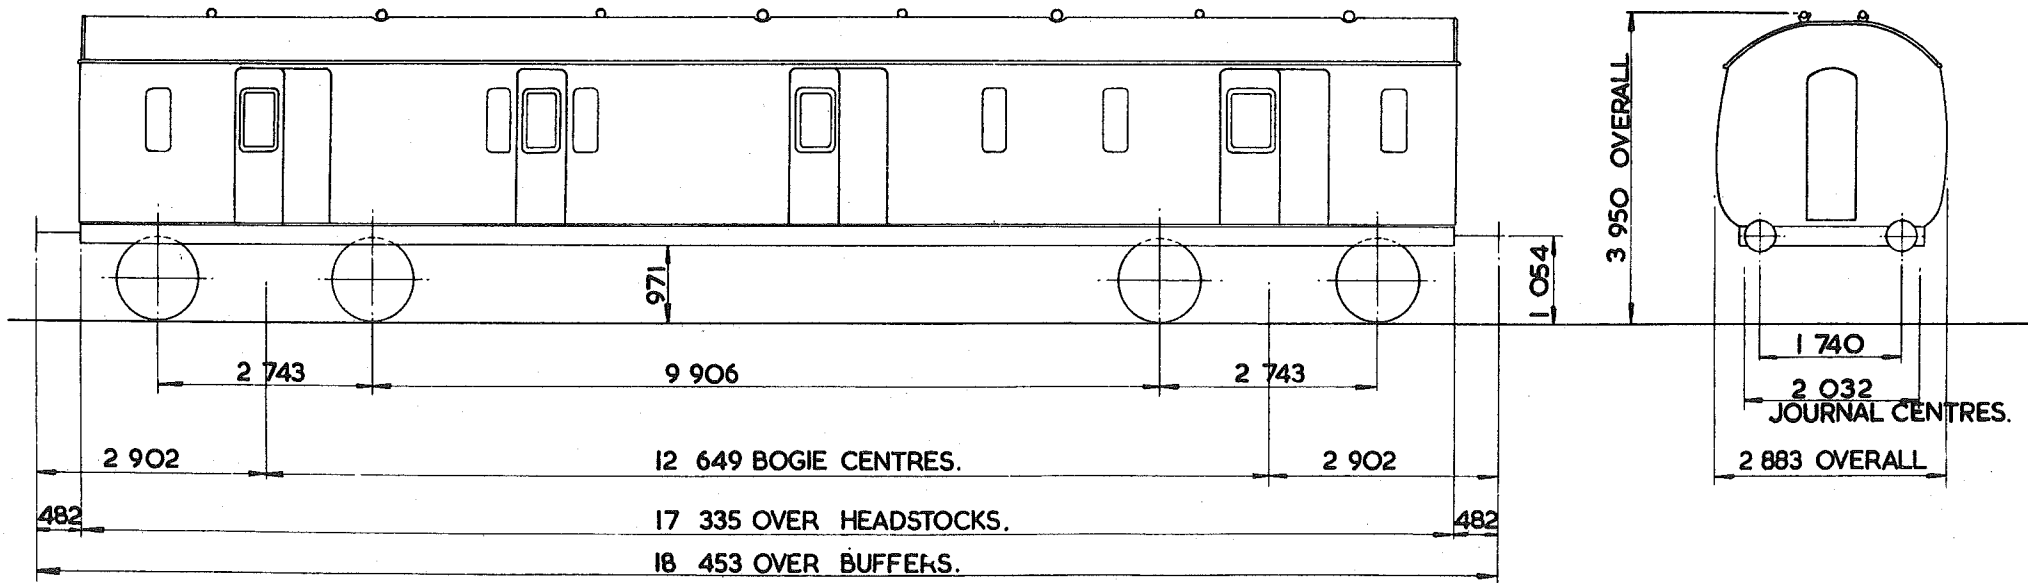 971
1 054
3 950 OVERALL
2 743
9 906
2 743
1 740
2 032
JOURNAL CENTRES.
2 902
12 649 BOGIE CENTRES.
2 902
2 883 OVERALL
482
17 335 OVER HEADSTOCKS.
482
18 453 OVER BUFFERS.